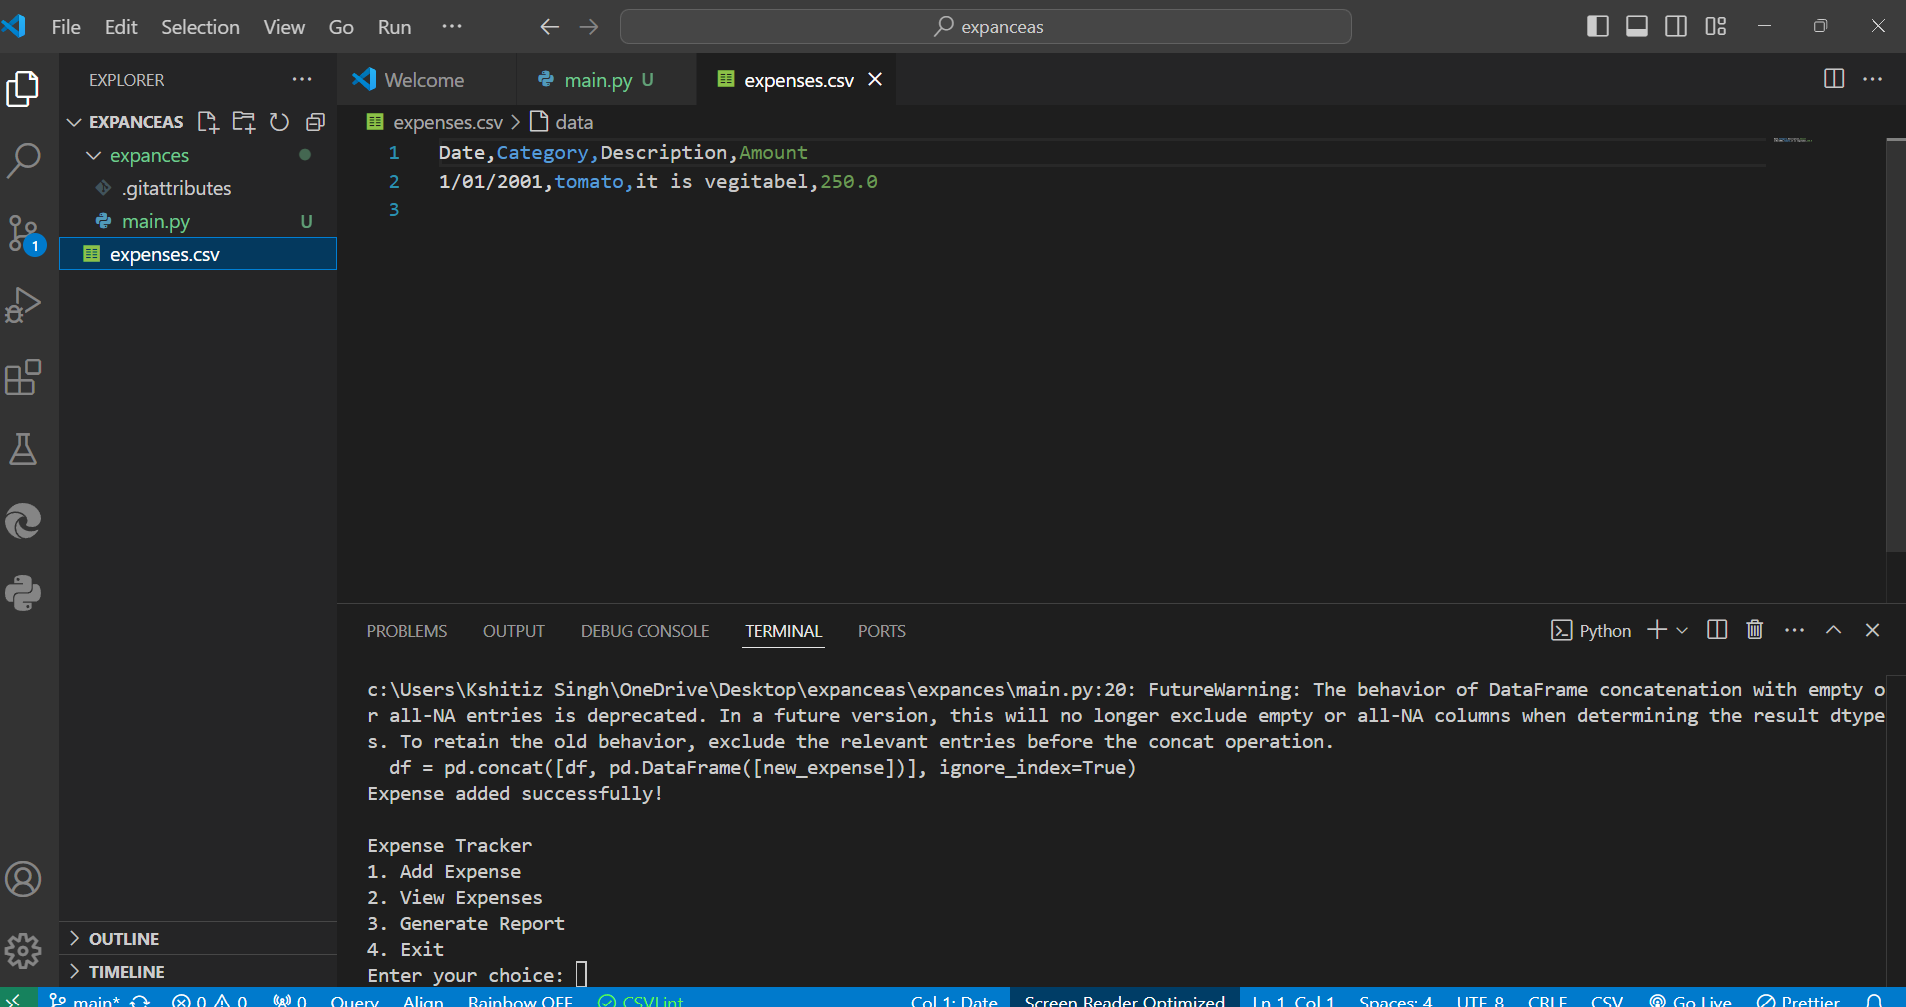 File Edit Selection View Go Run ···
expanceas
EXPLORER
Welcome
main.py U
expenses.csv
EXPANCEAS
expances
.gitattributes
main.py U
expenses.csv
expenses.csv > data
1 Date,Category,Description,Amount
2 1/01/2001,tomato,it is vegitabel,250.0
3
1
PROBLEMS OUTPUT DEBUG CONSOLE TERMINAL PORTS
Python
c:\Users\Kshitiz Singh\OneDrive\Desktop\expanceas\expances\main.py:20: FutureWarning: The behavior of DataFrame concatenation with empty o
r all-NA entries is deprecated. In a future version, this will no longer exclude empty or all-NA columns when determining the result dtype
s. To retain the old behavior, exclude the relevant entries before the concat operation.
df = pd.concat([df, pd.DataFrame([new_expense])], ignore_index=True)
Expense added successfully!
Expense Tracker
1. Add Expense
2. View Expenses
3. Generate Report
4. Exit
Enter your choice:
OUTLINE
TIMELINE
main* 0 0 0 Query Align Rainbow OFF CSVLint Col 1: Date Screen Reader Optimized Ln 1, Col 1 Spaces: 4 UTF-8 CRLF CSV Go Live Prettier